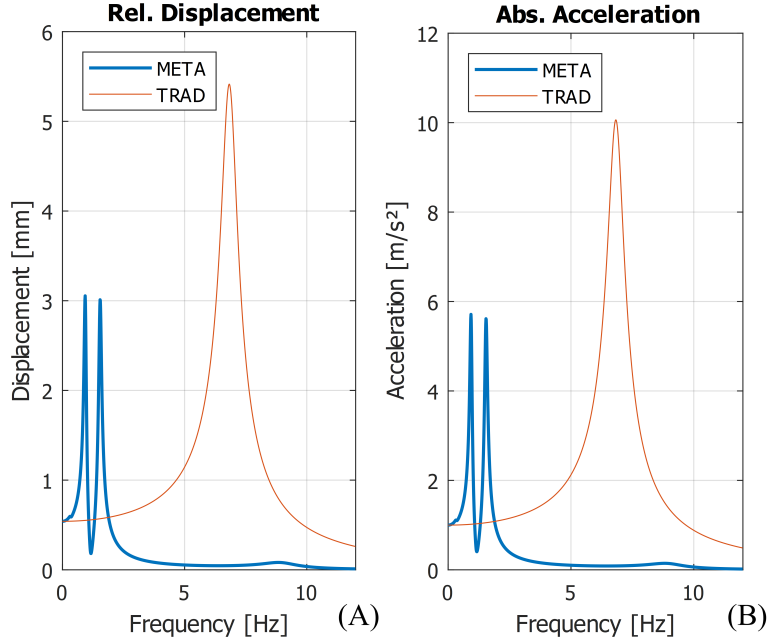 Rel. Displacement
6
5
4
3
2
1
0
0
5
10
Displacement [mm]
Frequency [Hz]
META
TRAD
(A)
Abs. Acceleration
12
10
8
6
4
2
0
0
5
10
Acceleration [m/s²]
Frequency [Hz]
META
TRAD
(B)